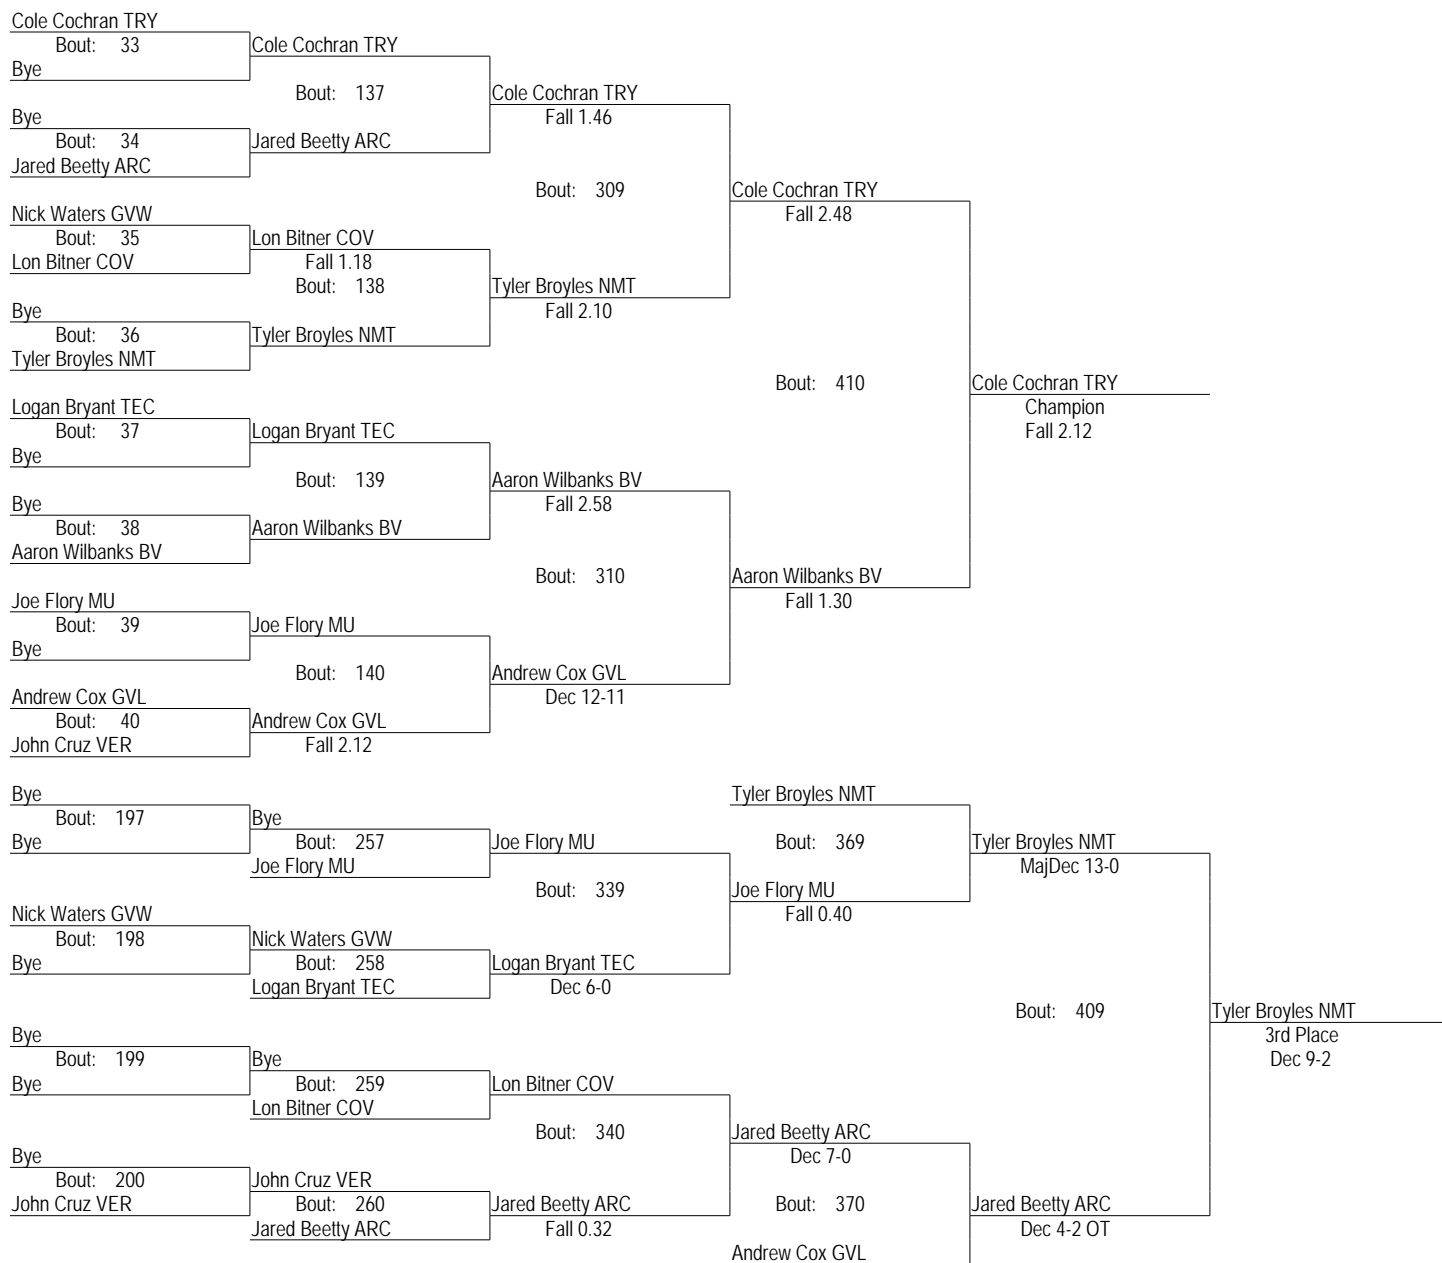 Cole Cochran TRY
Bout: 33
Cole Cochran TRY
Bye
Bout: 137
Cole Cochran TRY
Fall 1.46
Bye
Bout: 34
Jared Beetty ARC
Jared Beetty ARC
Bout: 309
Cole Cochran TRY
Fall 2.48
Nick Waters GVW
Bout: 35
Lon Bitner COV
Lon Bitner COV
Fall 1.18
Bout: 138
Tyler Broyles NMT
Fall 2.10
Bye
Bout: 36
Tyler Broyles NMT
Tyler Broyles NMT
Bout: 410
Cole Cochran TRY
Champion
Fall 2.12
Logan Bryant TEC
Bout: 37
Logan Bryant TEC
Bye
Bout: 139
Aaron Wilbanks BV
Fall 2.58
Bye
Bout: 38
Aaron Wilbanks BV
Aaron Wilbanks BV
Bout: 310
Aaron Wilbanks BV
Fall 1.30
Joe Flory MU
Bout: 39
Joe Flory MU
Bye
Bout: 140
Andrew Cox GVL
Dec 12-11
Andrew Cox GVL
Bout: 40
Andrew Cox GVL
John Cruz VER
Fall 2.12
Bye
Tyler Broyles NMT
Bout: 197
Bye
Bye
Bout: 257
Joe Flory MU
Bout: 369
Tyler Broyles NMT
Joe Flory MU
MajDec 13-0
Bout: 339
Joe Flory MU
Fall 0.40
Nick Waters GVW
Bout: 198
Nick Waters GVW
Bye
Bout: 258
Logan Bryant TEC
Logan Bryant TEC
Dec 6-0
Bout: 409
Tyler Broyles NMT
3rd Place
Dec 9-2
Bye
Bout: 199
Bye
Bye
Bout: 259
Lon Bitner COV
Lon Bitner COV
Bout: 340
Jared Beetty ARC
Dec 7-0
Bye
Bout: 200
John Cruz VER
John Cruz VER
Bout: 260
Jared Beetty ARC
Bout: 370
Jared Beetty ARC
Jared Beetty ARC
Fall 0.32
Dec 4-2 OT
Andrew Cox GVL